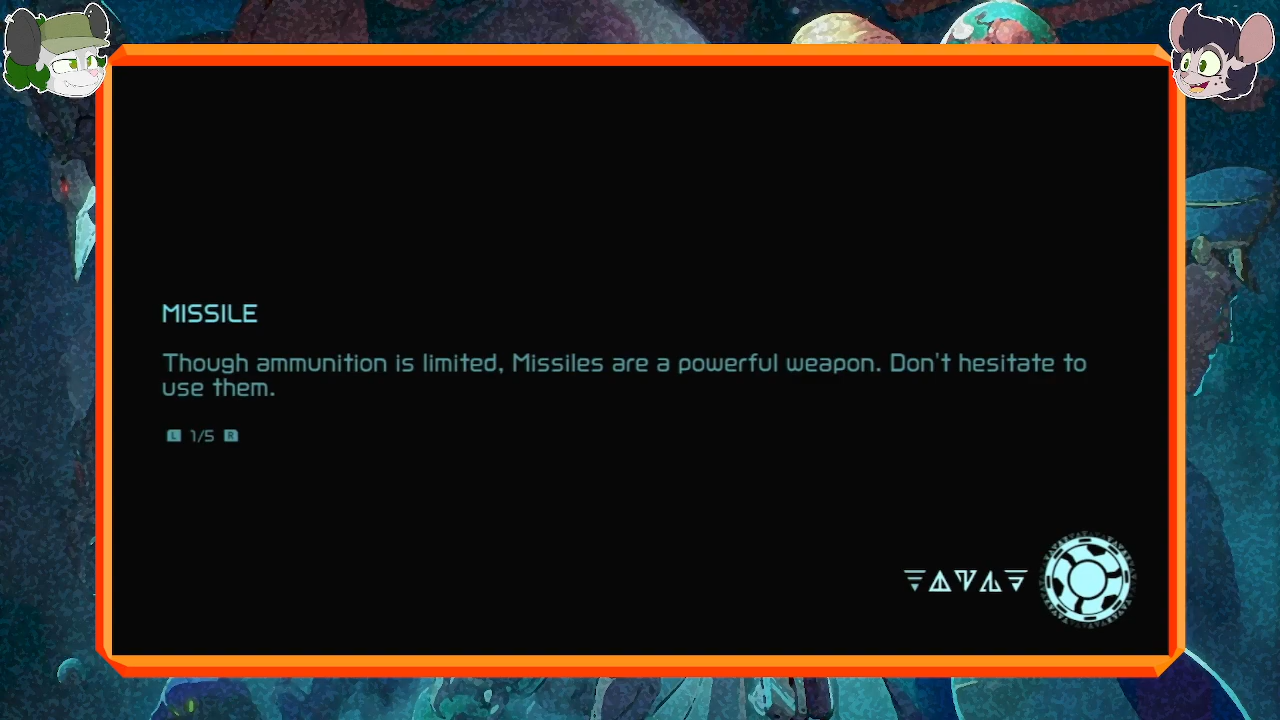 MISSILE
Though ammunition is limited, Missiles are a powerful weapon. Don't hesitate to
use them.
L 1/5 R